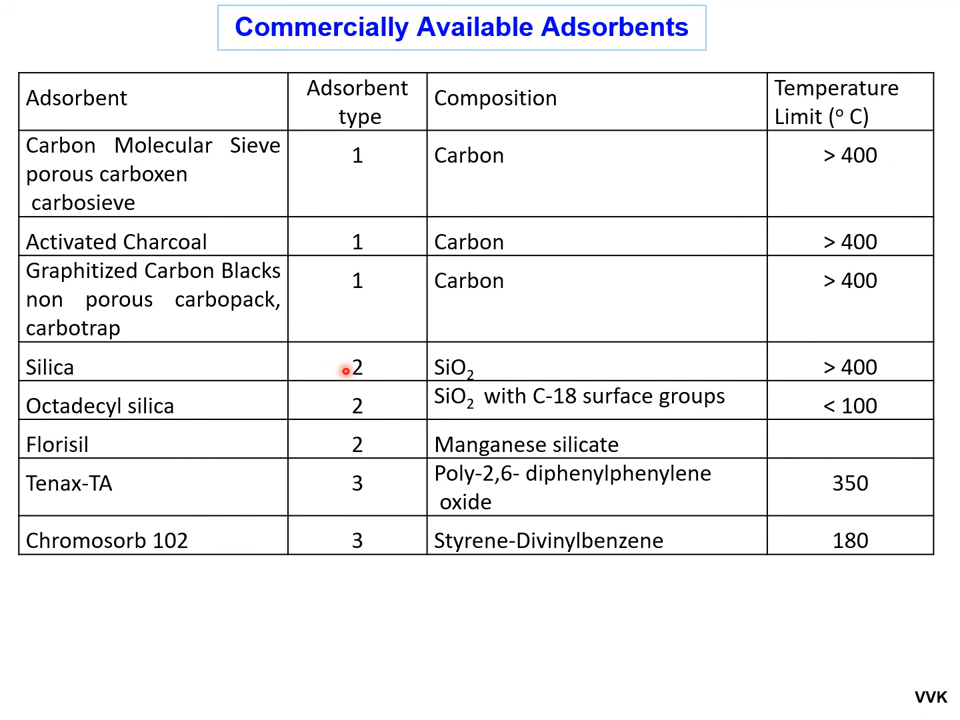 Commercially Available Adsorbents
Adsorbent
Adsorbent
type
Composition
Temperature
Limit (° C)
Carbon Molecular Sieve
porous carboxen
carbosieve
1
Carbon
> 400
Activated Charcoal
1
Carbon
> 400
Graphitized Carbon Blacks
non porous carbopack,
carbotrap
1
Carbon
> 400
Silica
2
SiO₂
> 400
Octadecyl silica
2
SiO₂ with C-18 surface groups
< 100
Florisil
2
Manganese silicate
Tenax-TA
3
Poly-2,6- diphenylphenylene
oxide
350
Chromosorb 102
3
Styrene-Divinylbenzene
180
VVK